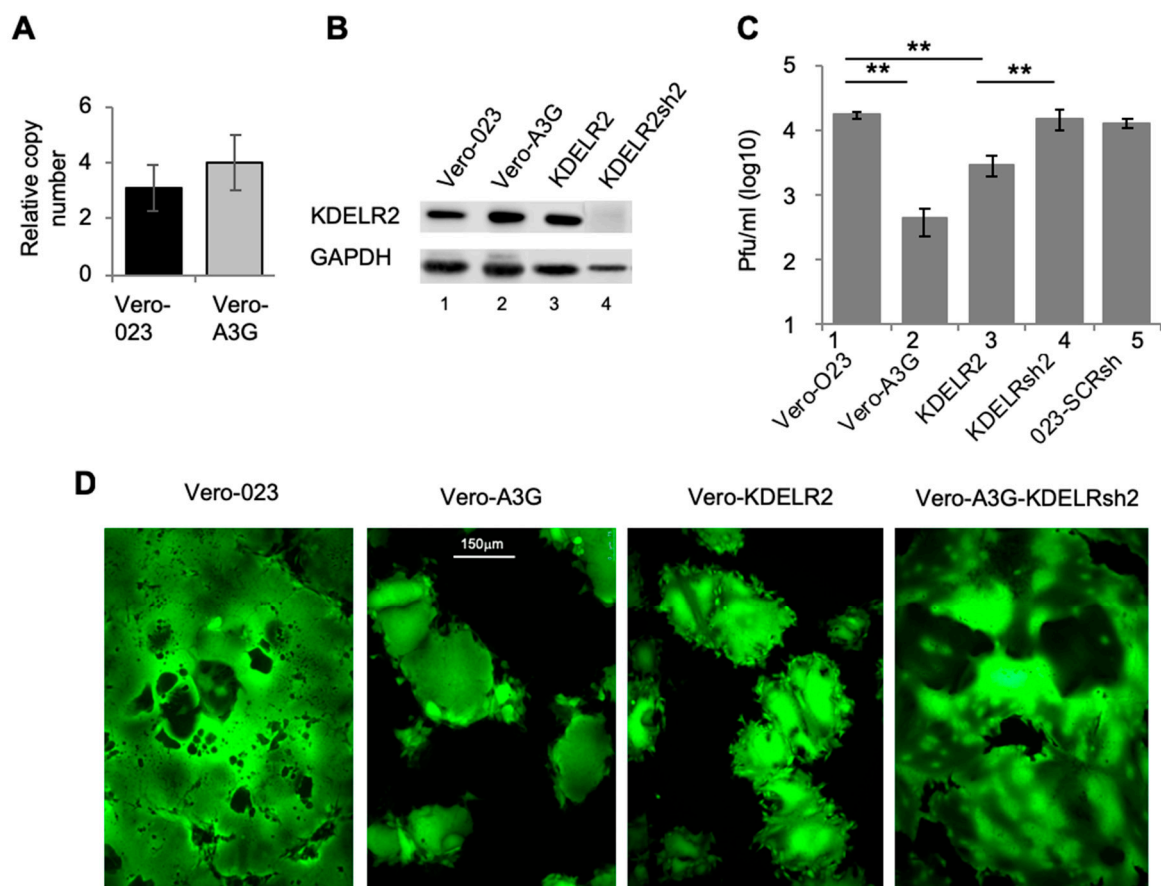 A
Relative copy
number
6
4
2
0
Vero-
023
Vero-
A3G
B
Vero-023
Vero-A3G
KDELR2
KDELR2sh2
KDELR2
GAPDH
1 2 3 4
C
Pfu/ml (log10)
5
4
3
2
1
**
** **
1 2 3 4 5
Vero-O23
Vero-A3G
KDELR2
KDELRsh2
023-SCRsh
D
Vero-023 Vero-A3G Vero-KDELR2 Vero-A3G-KDELRsh2
150μm